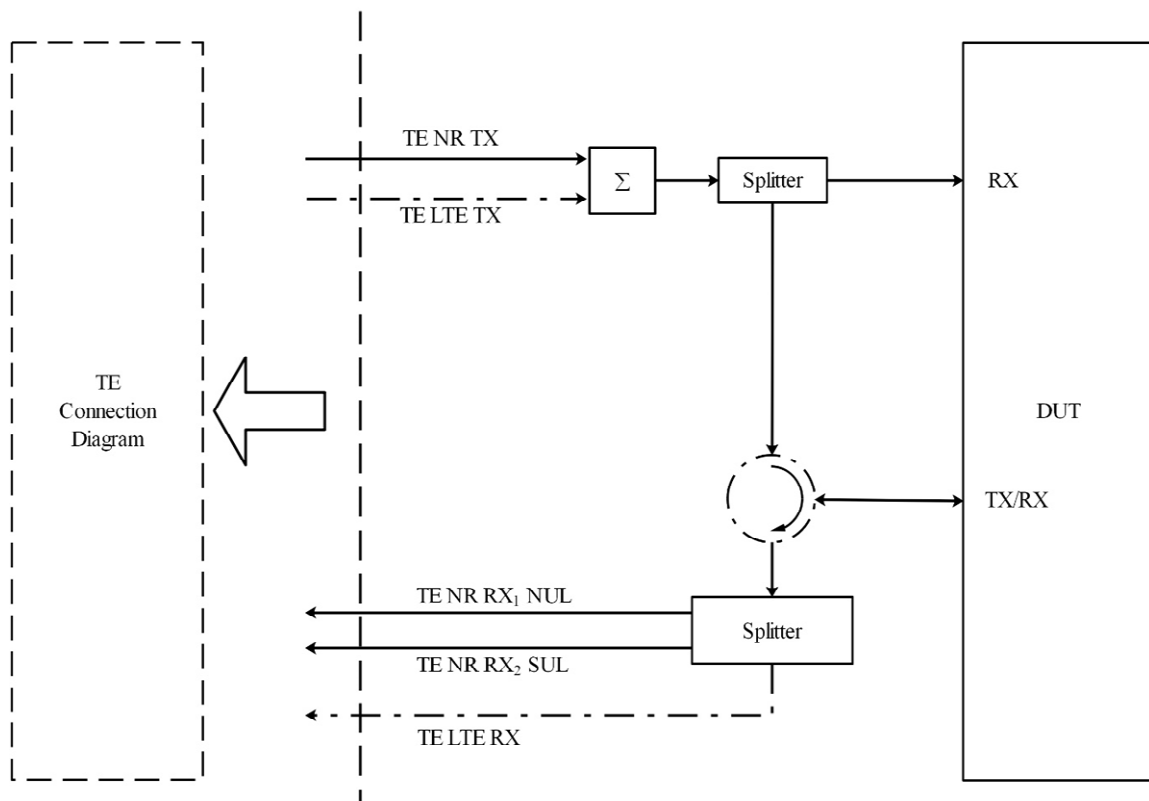 TE NR TX
TE LTE TX
Σ
Splitter
RX
TE
Connection
Diagram
DUT
TX/RX
TE NR RX₁ NUL
TE NR RX₂ SUL
Splitter
TE LTE RX